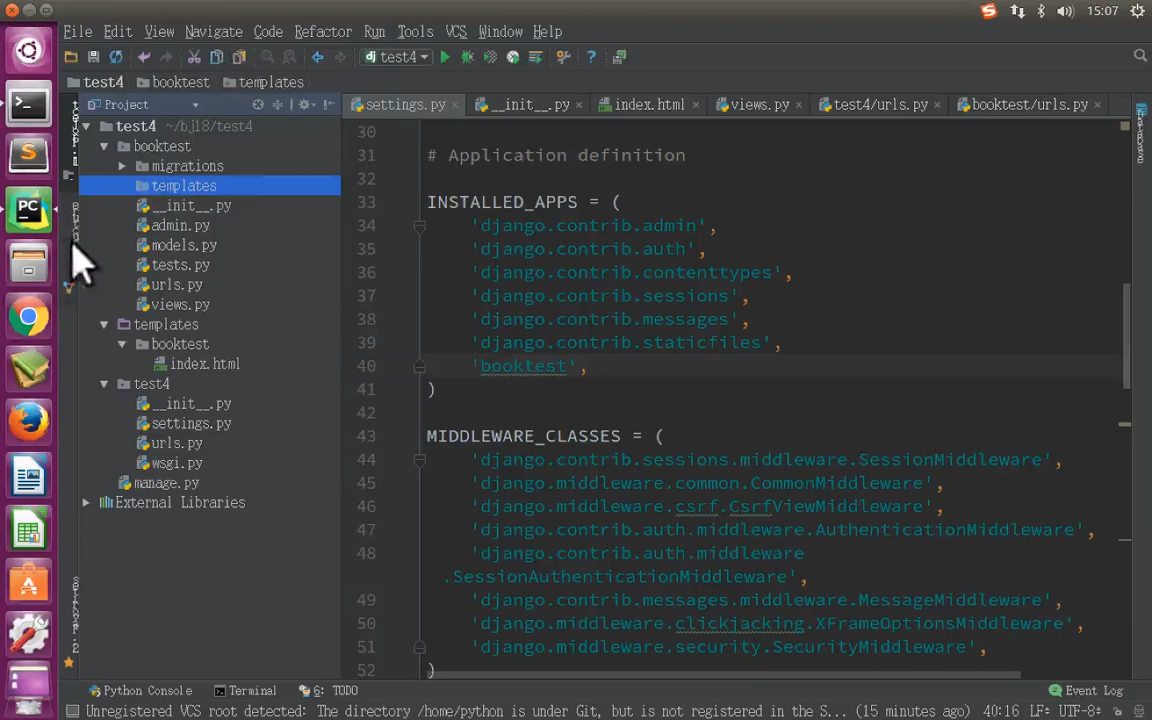 15:07
File Edit View Navigate Code Refactor Run Tools VCS Window Help
dj test4
test4 booktest templates
Project
settings.py __init__.py index.html views.py test4/urls.py booktest/urls.py
test4 ~/bj18/test4
booktest
migrations
templates
__init__.py
admin.py
models.py
tests.py
urls.py
views.py
templates
booktest
index.html
test4
__init__.py
settings.py
urls.py
wsgi.py
manage.py
External Libraries
30
31 # Application definition
32
33 INSTALLED_APPS = (
34 'django.contrib.admin',
35 'django.contrib.auth',
36 'django.contrib.contenttypes',
37 'django.contrib.sessions',
38 'django.contrib.messages',
39 'django.contrib.staticfiles',
40 'booktest',
41 )
42
43 MIDDLEWARE_CLASSES = (
44 'django.contrib.sessions.middleware.SessionMiddleware',
45 'django.middleware.common.CommonMiddleware',
46 'django.middleware.csrf.CsrfViewMiddleware',
47 'django.contrib.auth.middleware.AuthenticationMiddleware',
48 'django.contrib.auth.middleware
.SessionAuthenticationMiddleware',
49 'django.contrib.messages.middleware.MessageMiddleware',
50 'django.middleware.clickjacking.XFrameOptionsMiddleware',
51 'django.middleware.security.SecurityMiddleware',
52 )
Python Console Terminal 6: TODO Event Log
Unregistered VCS root detected: The directory /home/python is under Git, but is not registered in the S... (15 minutes ago) 40:16 LF÷ UTF-8÷